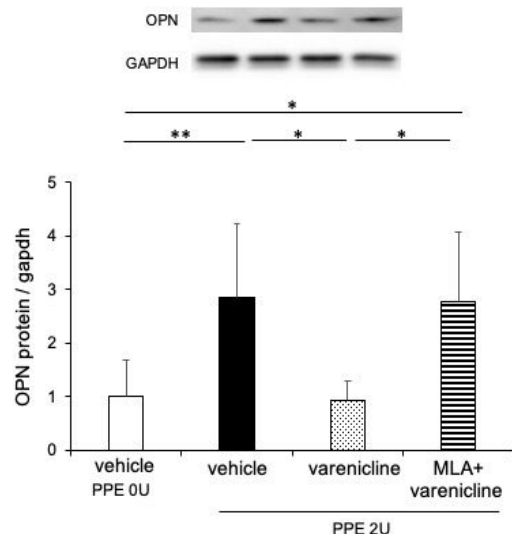 OPN
GAPDH
*
** * *
OPN protein / gapdh
5
4
3
2
1
0
vehicle vehicle varenicline MLA+
varenicline
PPE 0U
PPE 2U